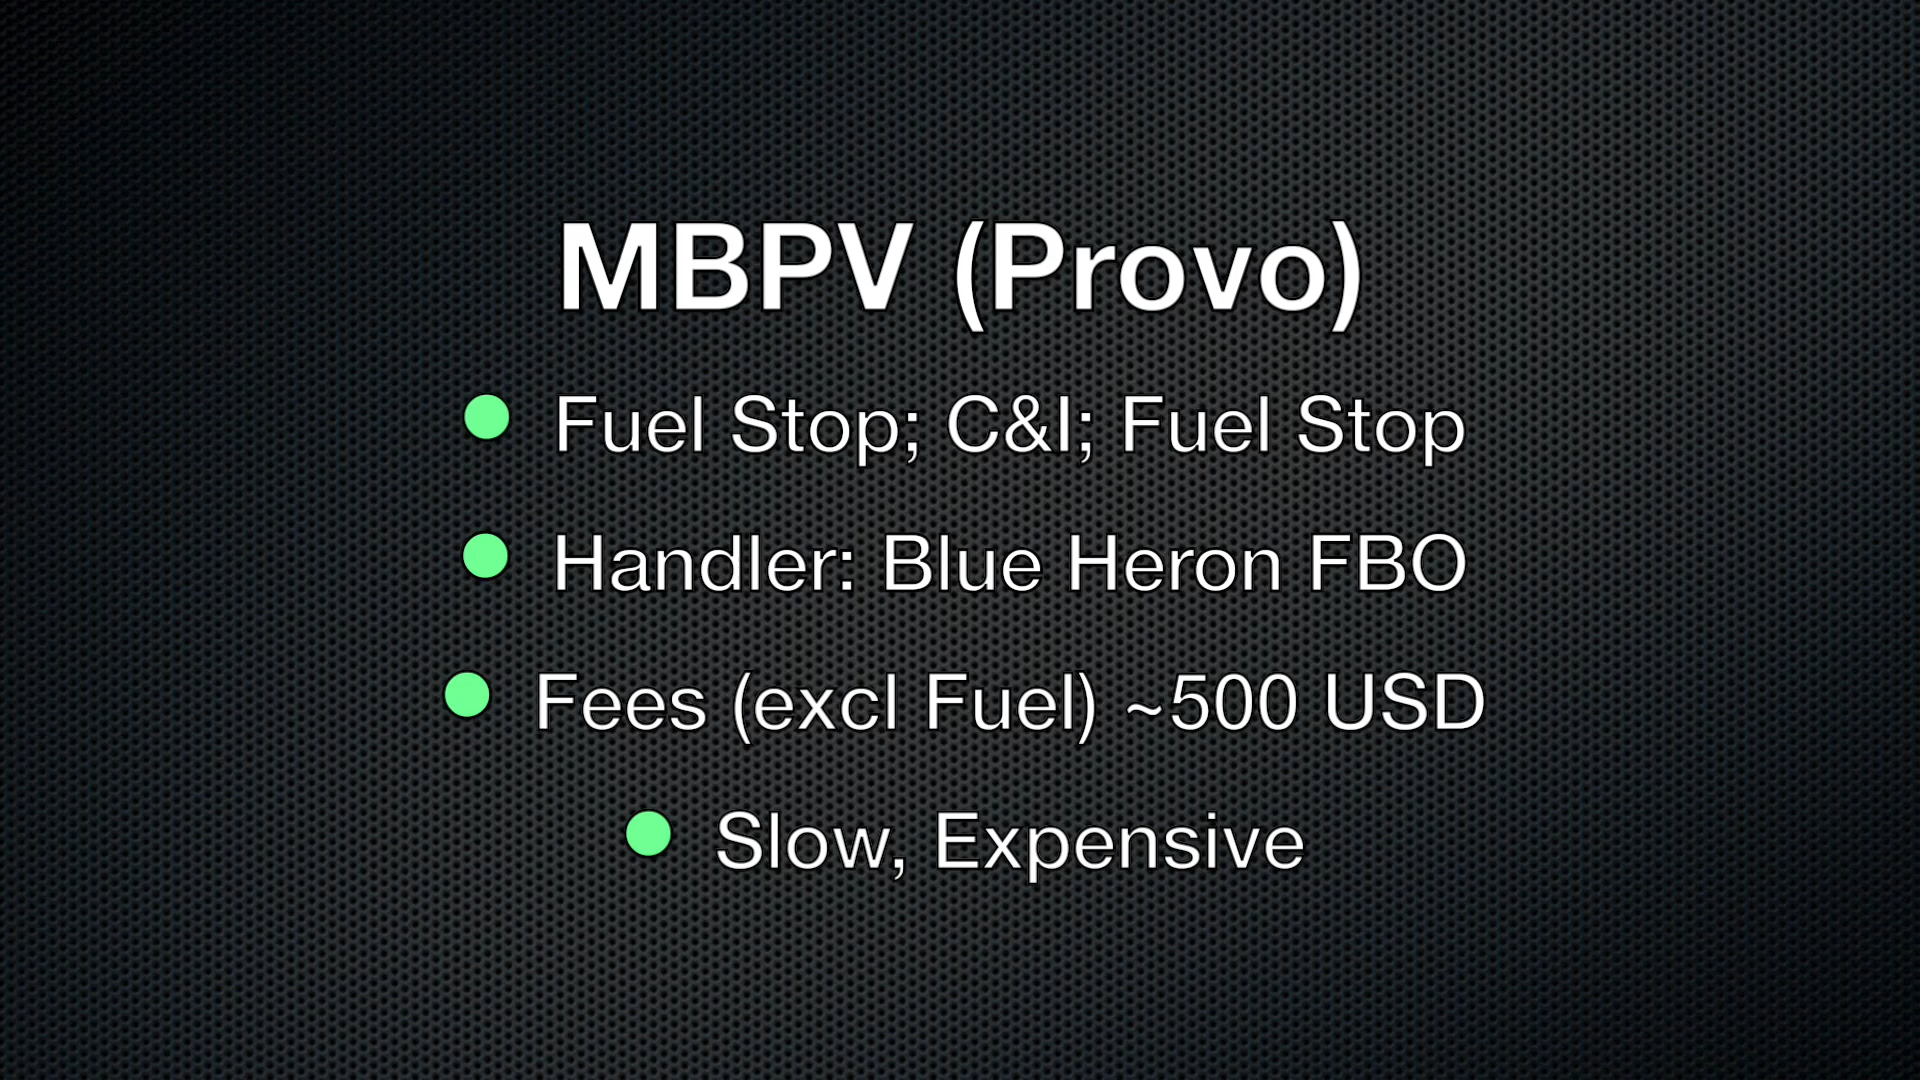 MBPV (Provo)
Fuel Stop; C&I; Fuel Stop
Handler: Blue Heron FBO
Fees (excl Fuel) ~500 USD
Slow, Expensive